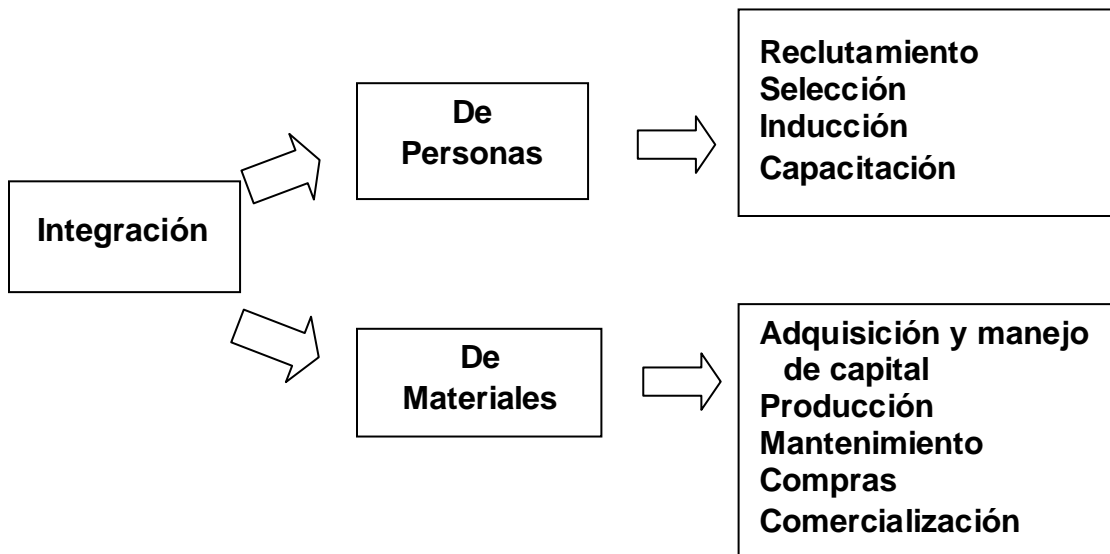 Integración
De
Personas
Reclutamiento
Selección
Inducción
Capacitación
De
Materiales
Adquisición y manejo
de capital
Producción
Mantenimiento
Compras
Comercialización